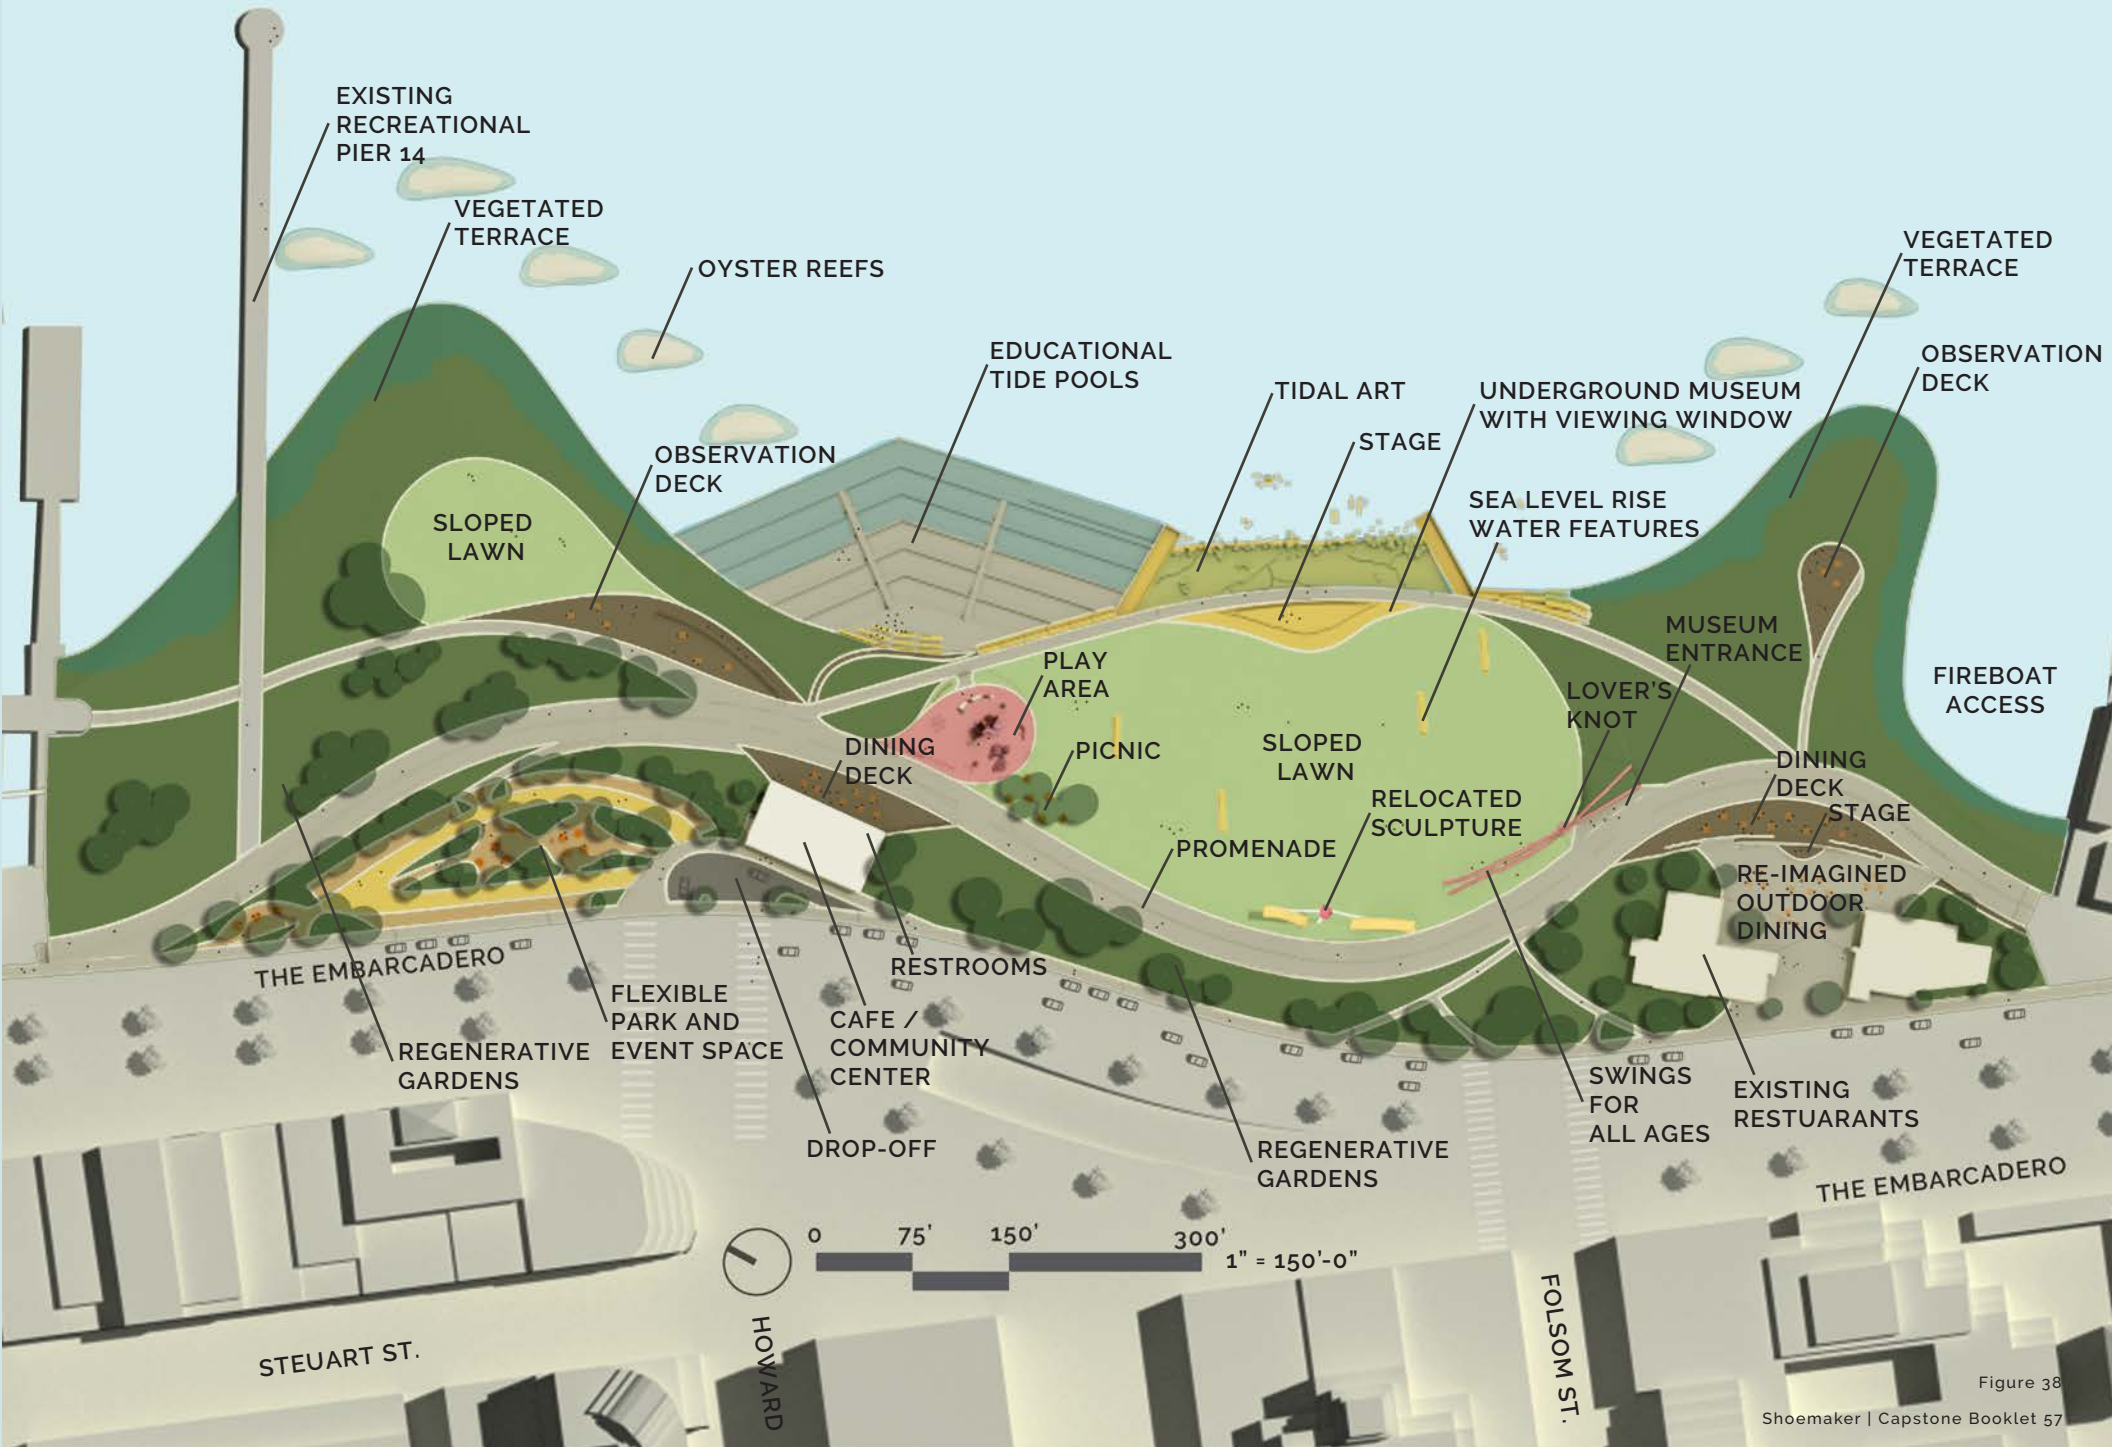 EXISTING
RECREATIONAL
PIER 14
VEGETATED
TERRACE
OYSTER REEFS
VEGETATED
TERRACE
EDUCATIONAL
TIDE POOLS
OBSERVATION
DECK
TIDAL ART
UNDERGROUND MUSEUM
WITH VIEWING WINDOW
STAGE
OBSERVATION
DECK
SLOPED
LAWN
SEA LEVEL RISE
WATER FEATURES
MUSEUM
ENTRANCE
PLAY
AREA
LOVER'S
KNOT
FIREBOAT
ACCESS
DINING
DECK
PICNIC
SLOPED
LAWN
DINING
DECK
STAGE
RELOCATED
SCULPTURE
PROMENADE
RE-IMAGINED
OUTDOOR
DINING
THE EMBARCADERO
RESTROOMS
FLEXIBLE
PARK AND
EVENT SPACE
CAFE /
COMMUNITY
CENTER
REGENERATIVE
GARDENS
SWINGS
FOR
ALL AGES
EXISTING
RESTUARANTS
DROP-OFF
REGENERATIVE
GARDENS
THE EMBARCADERO
0 75' 150' 300'
1" = 150'-0"
STEUART ST.
HOWARD
FOLSOM ST.
Figure 38
Shoemaker | Capstone Booklet 57